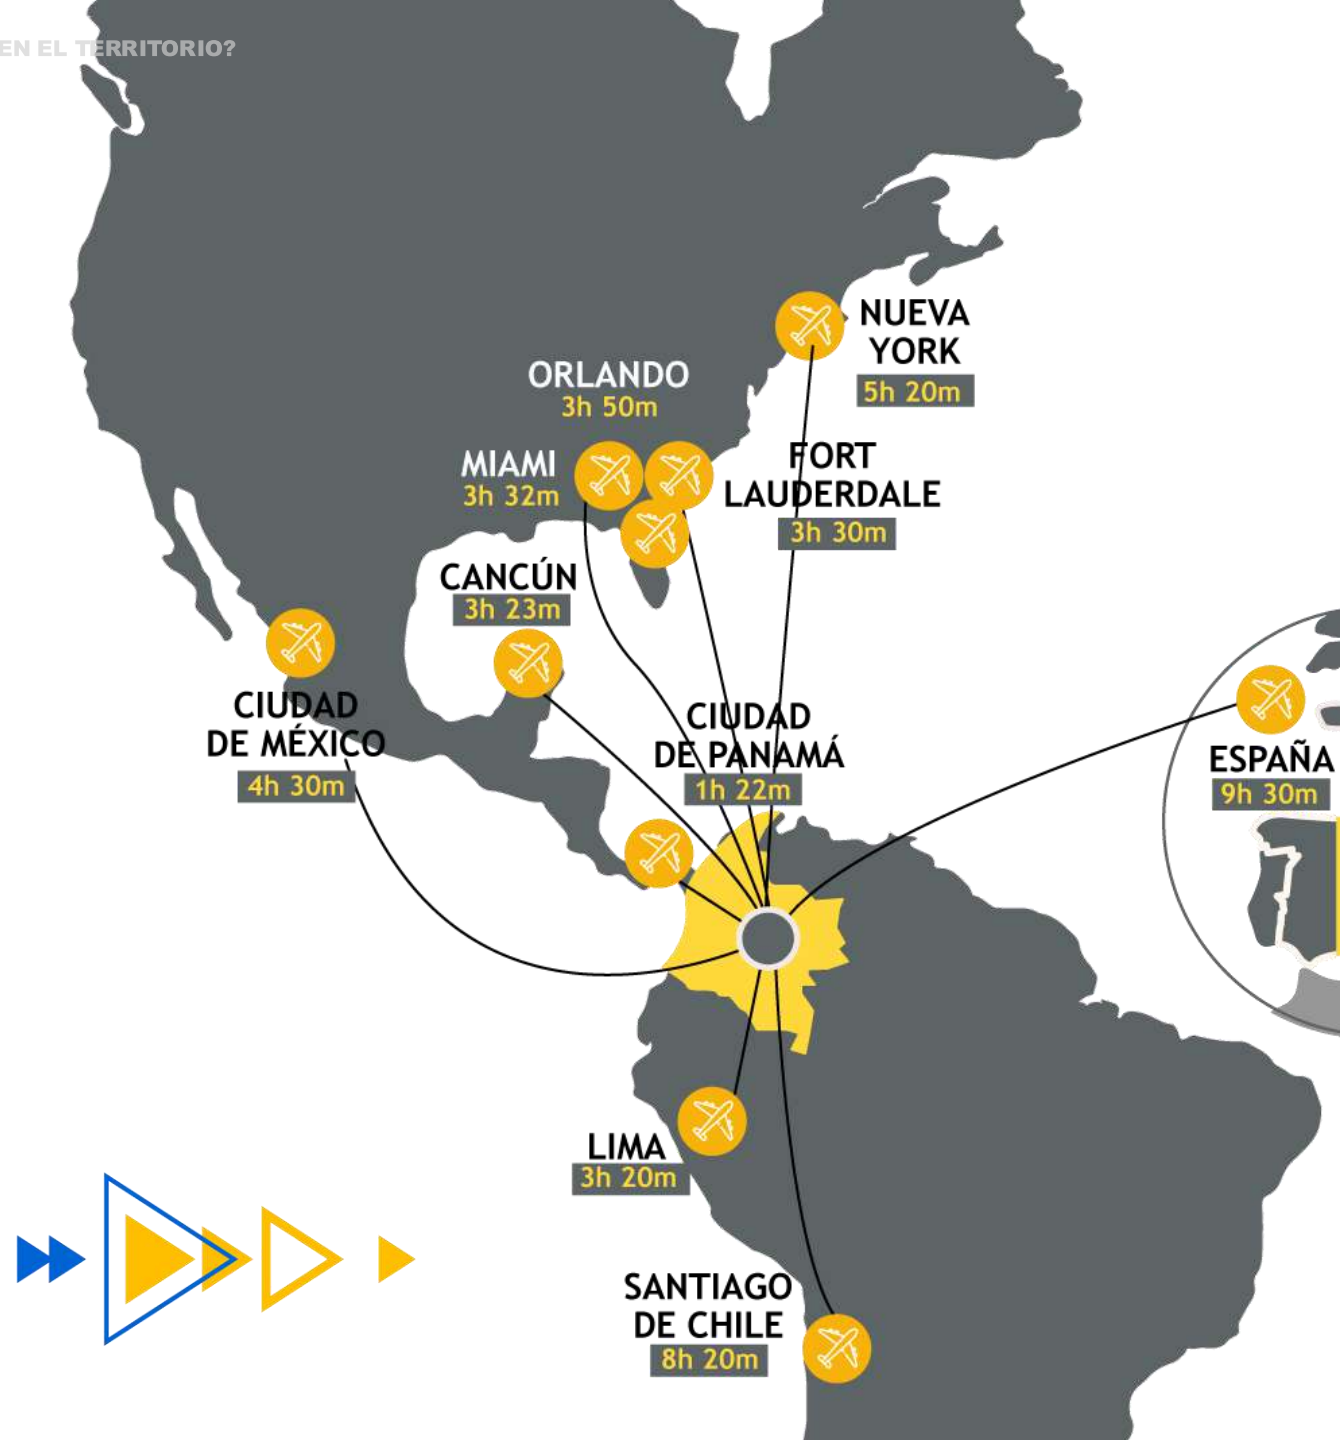 EN EL TERRITORIO?
NUEVA
YORK
5h 20m
ORLANDO
3h 50m
MIAMI
3h 32m
FORT
LAUDERDALE
3h 30m
CANCÚN
3h 23m
CIUDAD
DE MÉXICO
4h 30m
CIUDAD
DE PANAMÁ
1h 22m
ESPAÑA
9h 30m
LIMA
3h 20m
SANTIAGO
DE CHILE
8h 20m